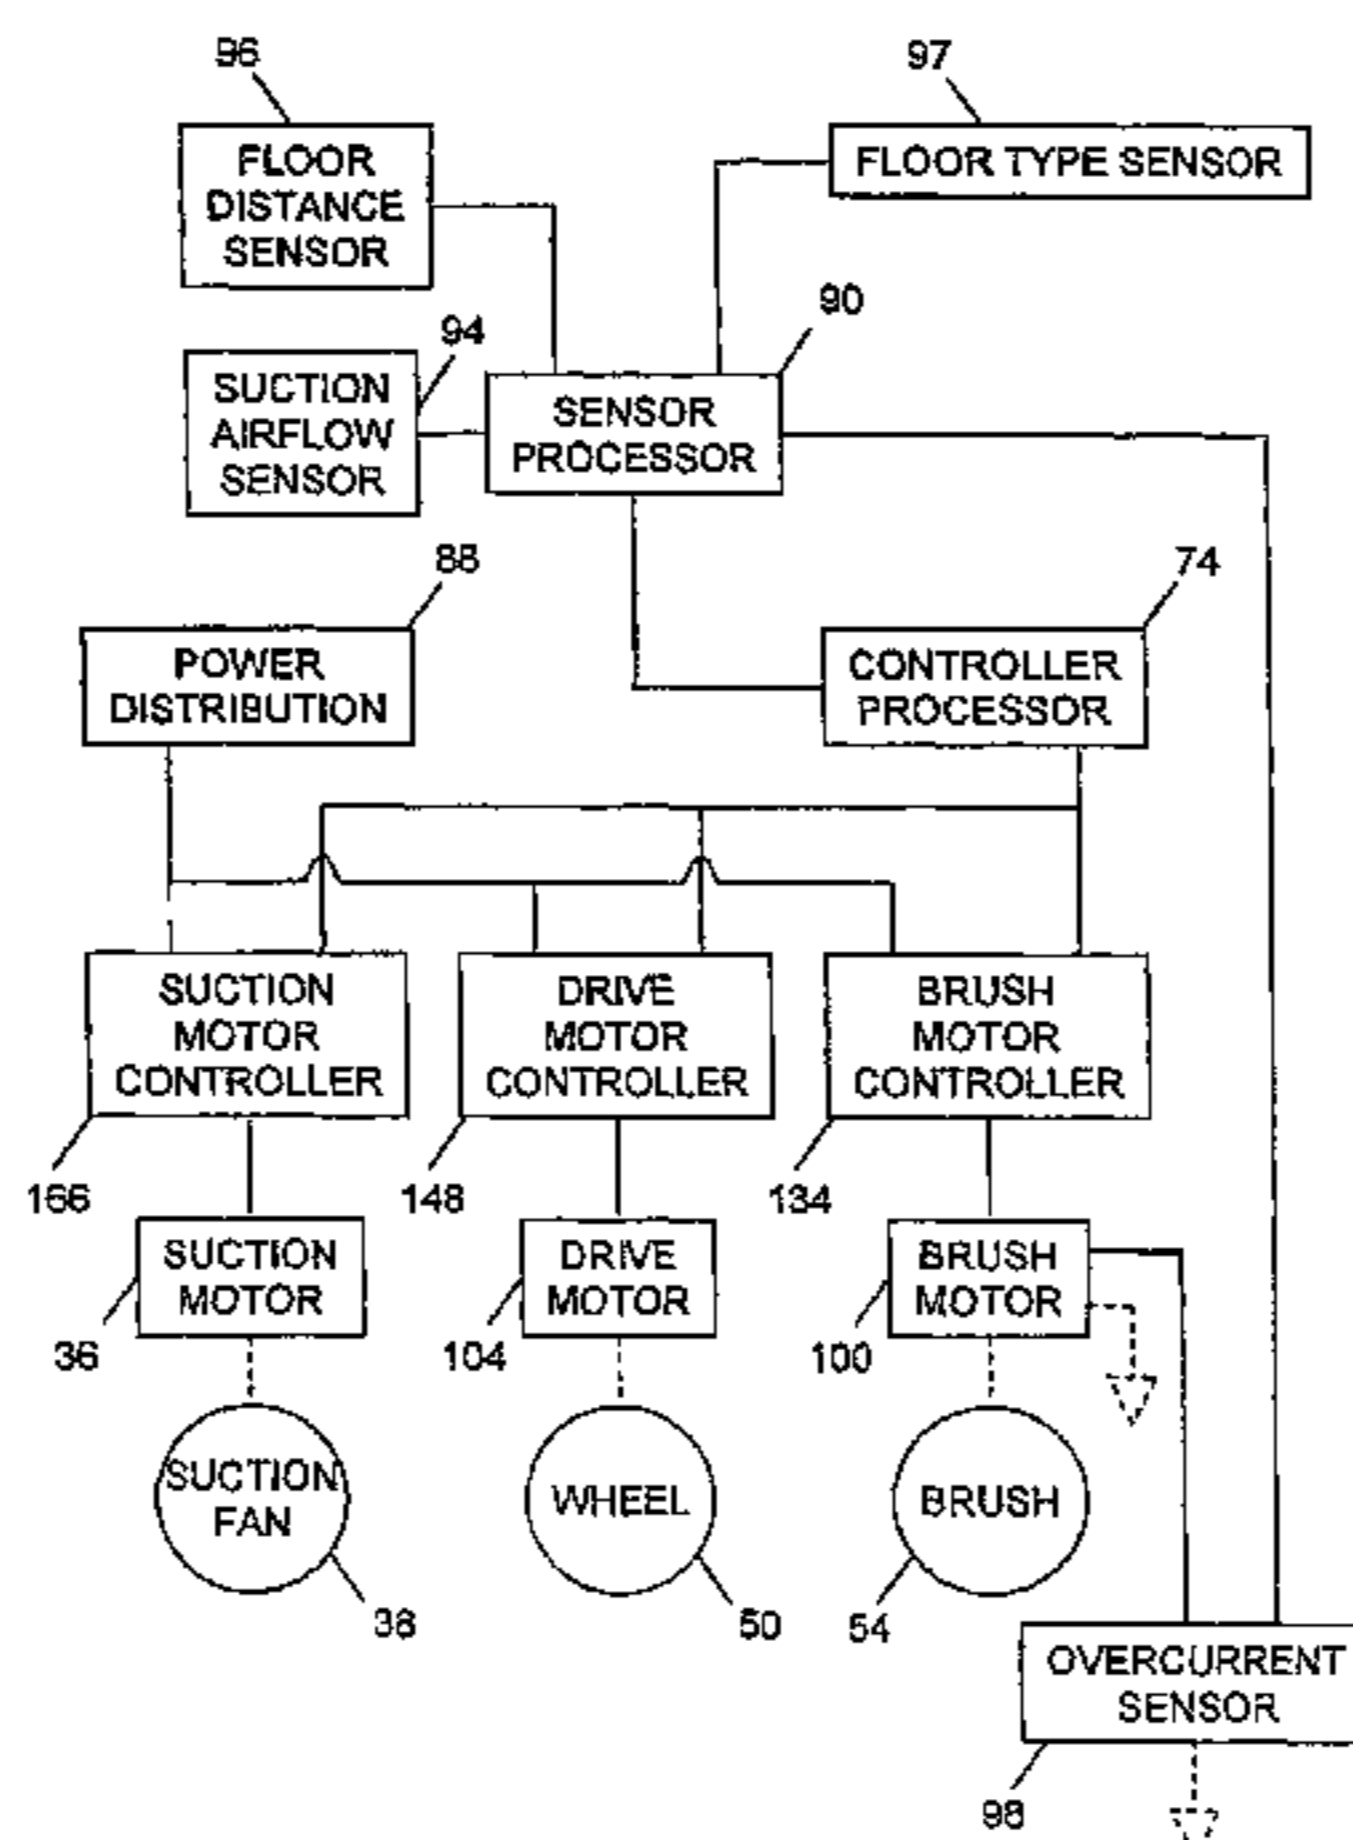 96
97
FLOOR
DISTANCE
SENSOR
FLOOR TYPE SENSOR
90
94
SUCTION
AIRFLOW
SENSOR
SENSOR
PROCESSOR
88
74
POWER
DISTRIBUTION
CONTROLLER
PROCESSOR
SUCTION
MOTOR
CONTROLLER
DRIVE
MOTOR
CONTROLLER
BRUSH
MOTOR
CONTROLLER
166
148
134
SUCTION
MOTOR
DRIVE
MOTOR
BRUSH
MOTOR
36
104
100
SUCTION
FAN
WHEEL
BRUSH
38
50
54
OVERCURRENT
SENSOR
98